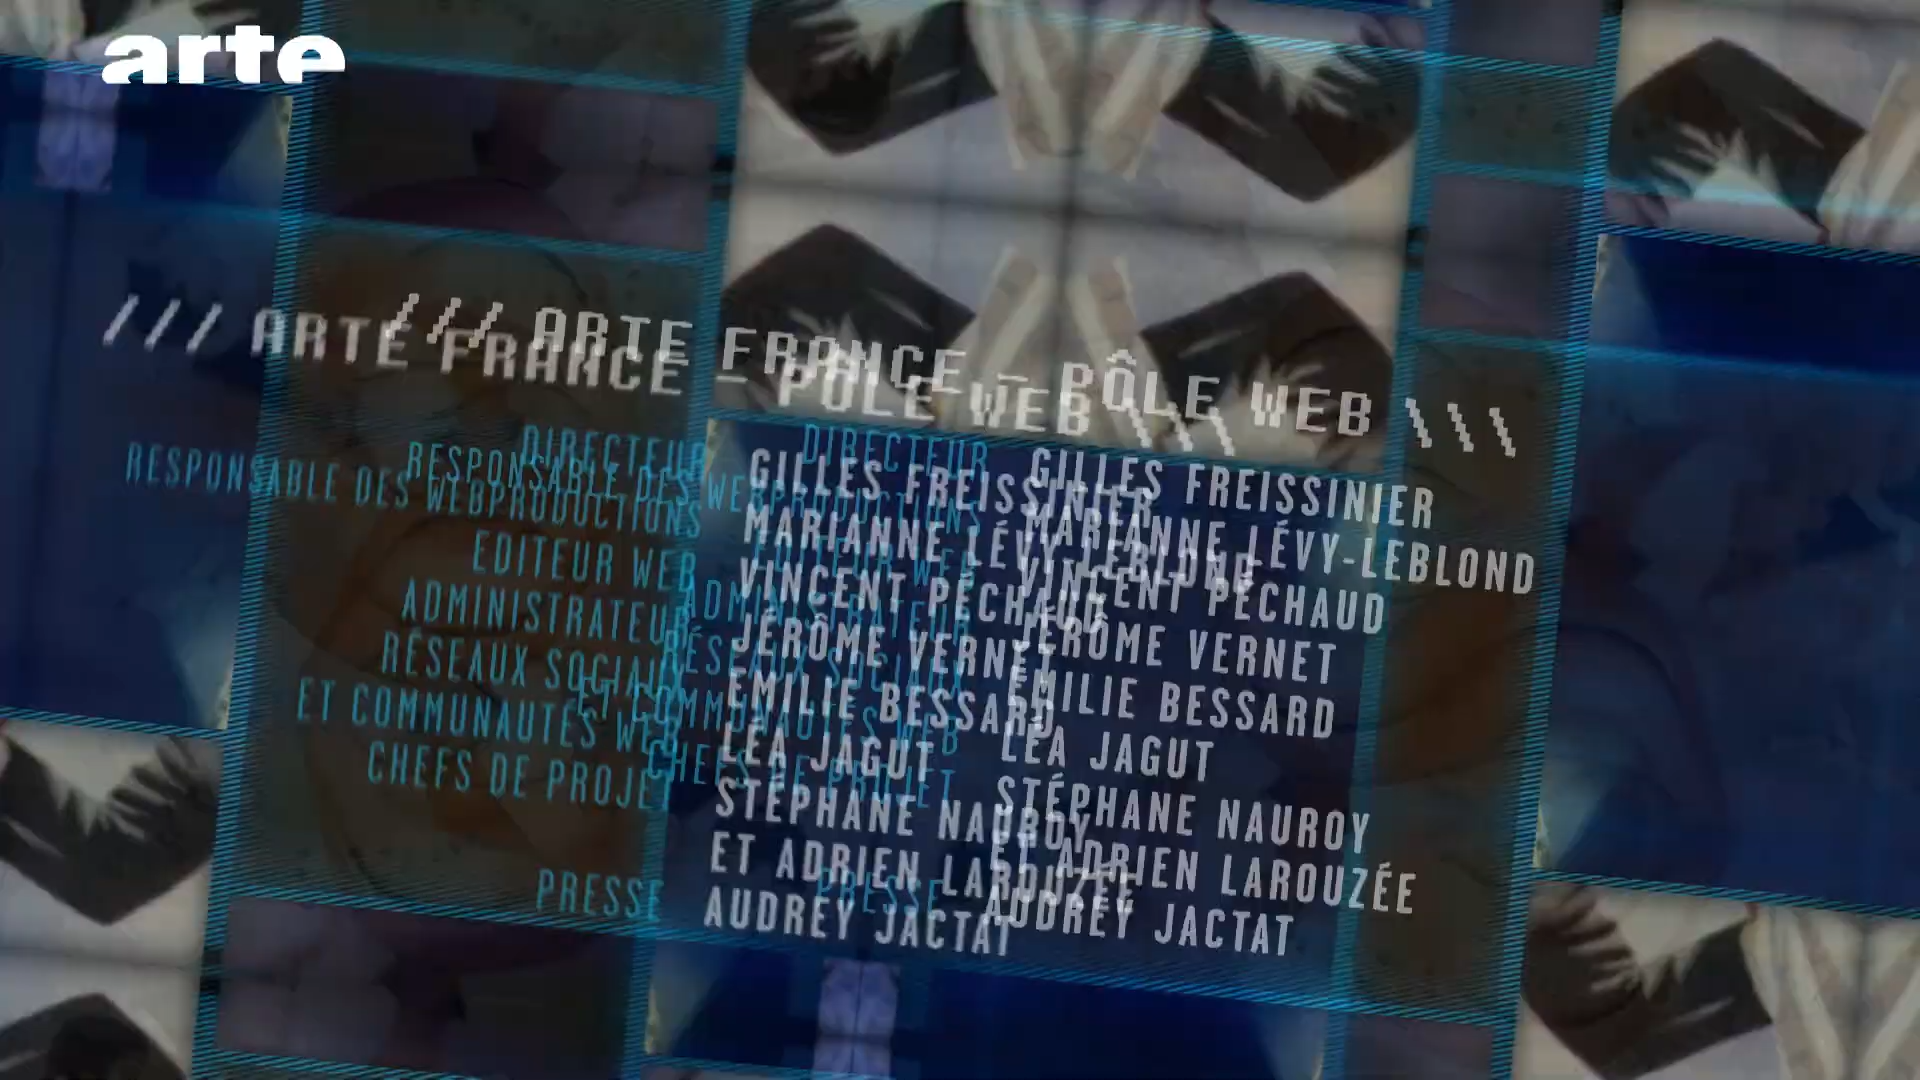 arte
/// ARTE FRANCE - PÔLE WEB \\\
DIRECTEUR GILLES FREISSINIER
RESPONSABLE DES WEBPRODUCTIONS MARIANNE LÉVY-LEBLOND
EDITEUR WEB VINCENT PÉCHAUD
ADMINISTRATEUR JÉRÔME VERNET
RÉSEAUX SOCIAUX EMILIE BESSARD
ET COMMUNAUTÉS WEB LÉA JAGUT
CHEFS DE PROJET STÉPHANE NAUROY
ET ADRIEN LAROUZÉE
PRESSE AUDREY JACTAT